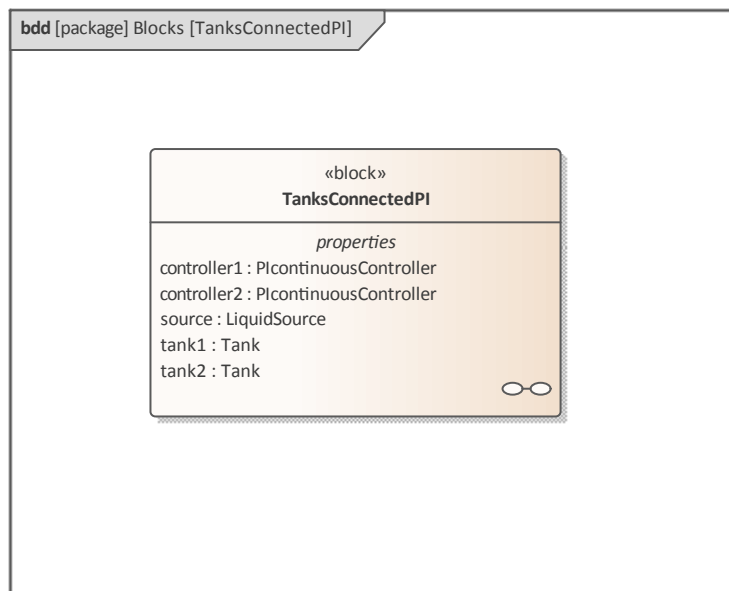 bdd [package] Blocks [TanksConnectedPI]
«block»
TanksConnectedPI
properties
controller1 : PIcontinuousController
controller2 : PIcontinuousController
source : LiquidSource
tank1 : Tank
tank2 : Tank